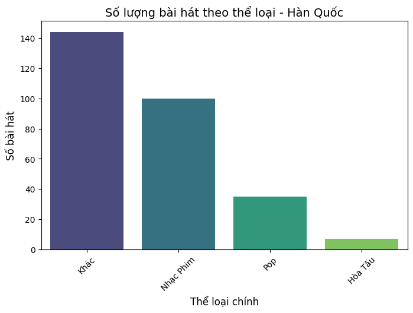 Số lượng bài hát theo thể loại - Hàn Quốc
Số bài hát
140
120
100
80
60
40
20
0
Khác
Nhạc Phim
Pop
Hòa Tấu
Thể loại chính